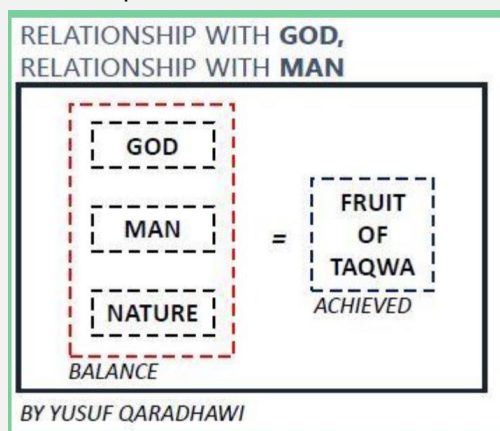 RELATIONSHIP WITH GOD,
RELATIONSHIP WITH MAN
GOD
MAN
NATURE
BALANCE
=
FRUIT
OF
TAQWA
ACHIEVED
BY YUSUF QARADHAWI